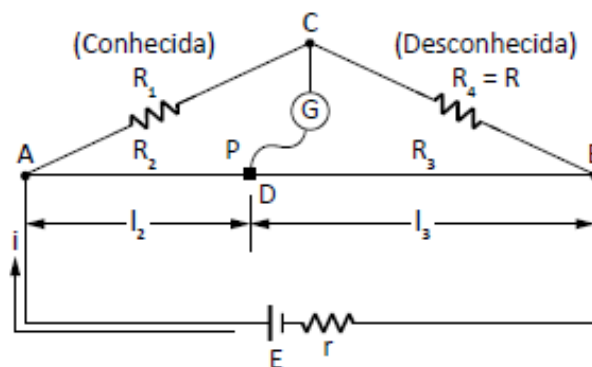 C
(Conhecida) (Desconhecida)
R₁ R₄ = R
G
A R₂ P R₃
D
l₂ l₃
i
E r